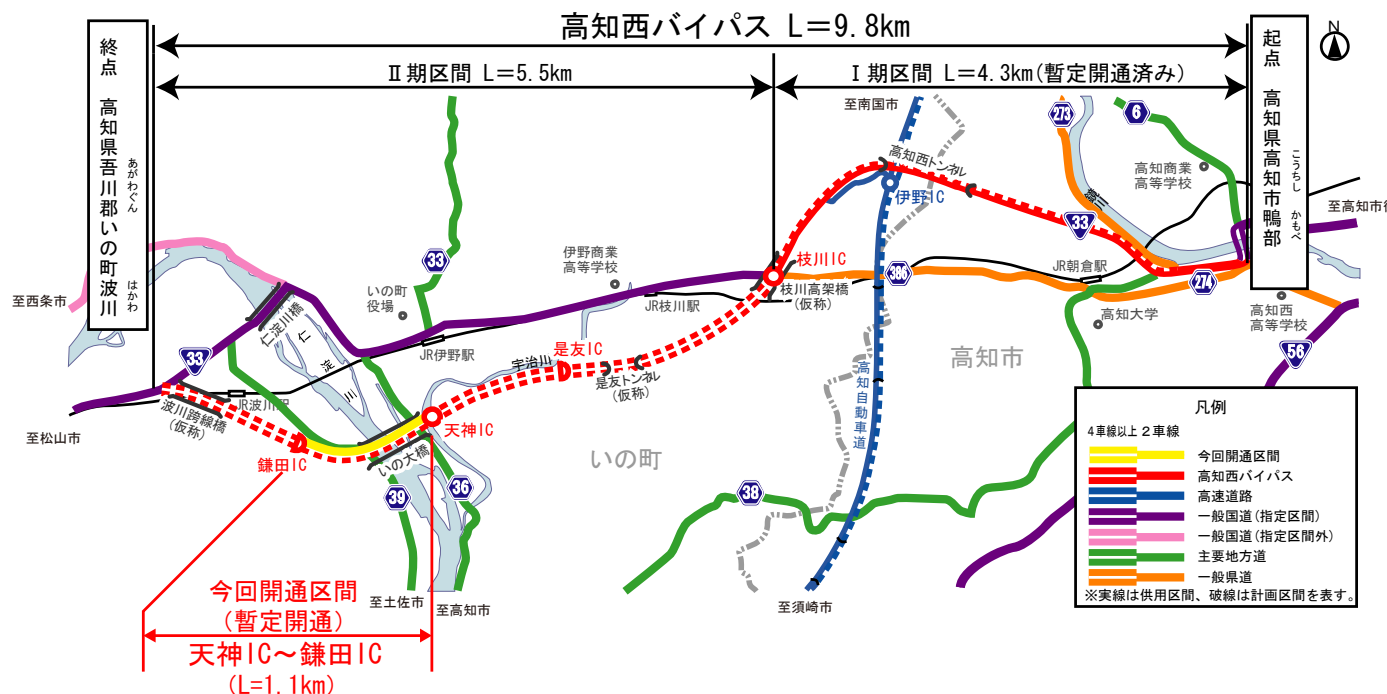 高知西バイパス L=9.8km
N
終点 高知県吾川郡いの町波川
あがわぐん
はかわ
Ⅱ期区間 L=5.5km
Ⅰ期区間 L=4.3km(暫定開通済み)
起点 高知県高知市鴨部
こうちし
かもべ
至南国市
273
6
高知西トンネル
高知商業
高等学校
鏡川
伊野IC
33
至高知市街
33
伊野商業
高等学校
枝川IC
386
JR朝倉駅
274
至西条市
いの町
役場
JR枝川駅
枝川高架橋
(仮称)
高知大学
高知西
高等学校
仁淀川橋
仁淀川
JR伊野駅
宇治川
是友IC
高知市
56
33
是友トンネル
(仮称)
高知自動車道
JR波川駅
波川跨線橋
(仮称)
至松山市
天神IC
鎌田IC
いの大橋
いの町
39
36
38
凡例
4車線以上 2車線
今回開通区間
高知西バイパス
高速道路
一般国道(指定区間)
一般国道(指定区間外)
主要地方道
一般県道
※実線は供用区間、破線は計画区間を表す。
今回開通区間
(暫定開通)
天神IC～鎌田IC
(L=1.1km)
至土佐市
至高知市
至須崎市